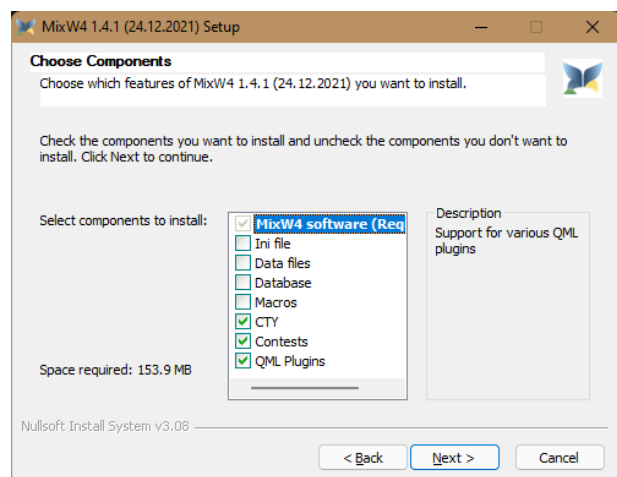 MixW4 1.4.1 (24.12.2021) Setup
Choose Components
Choose which features of MixW4 1.4.1 (24.12.2021) you want to install.
Check the components you want to install and uncheck the components you don't want to
install. Click Next to continue.
Select components to install:
MixW4 software (Req
Ini file
Data files
Database
Macros
CTY
Contests
QML Plugins
Description
Support for various QML
plugins
Space required: 153.9 MB
Nullsoft Install System v3.08
< Back
Next >
Cancel